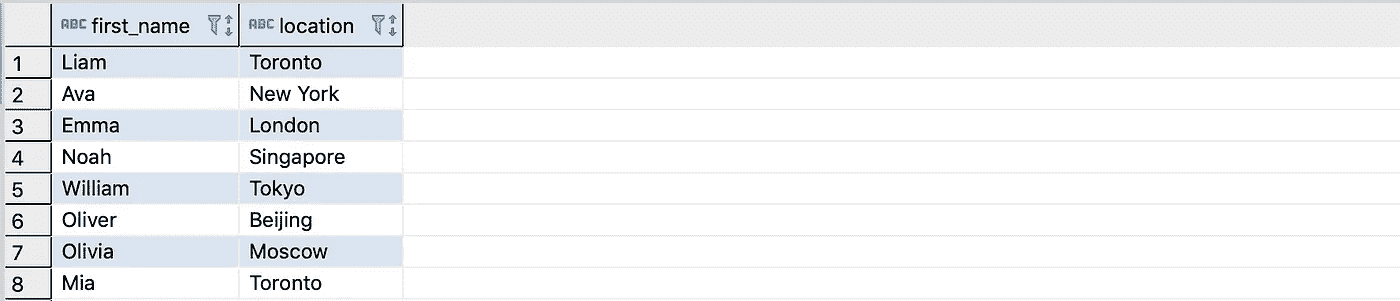 ABC first_name ABC location
1 Liam Toronto
2 Ava New York
3 Emma London
4 Noah Singapore
5 William Tokyo
6 Oliver Beijing
7 Olivia Moscow
8 Mia Toronto